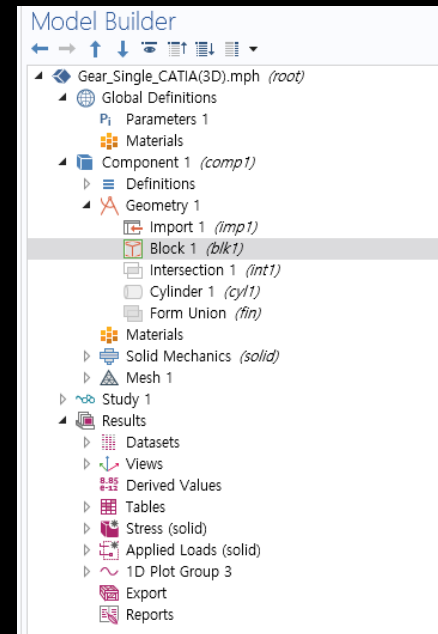 Model Builder
Gear_Single_CATIA(3D).mph (root)
Global Definitions
Pi Parameters 1
Materials
Component 1 (comp1)
Definitions
Geometry 1
Import 1 (imp1)
Block 1 (blk1)
Intersection 1 (int1)
Cylinder 1 (cyl1)
Form Union (fin)
Materials
Solid Mechanics (solid)
Mesh 1
Study 1
Results
Datasets
Views
8.85
e-12 Derived Values
Tables
Stress (solid)
Applied Loads (solid)
1D Plot Group 3
Export
Reports